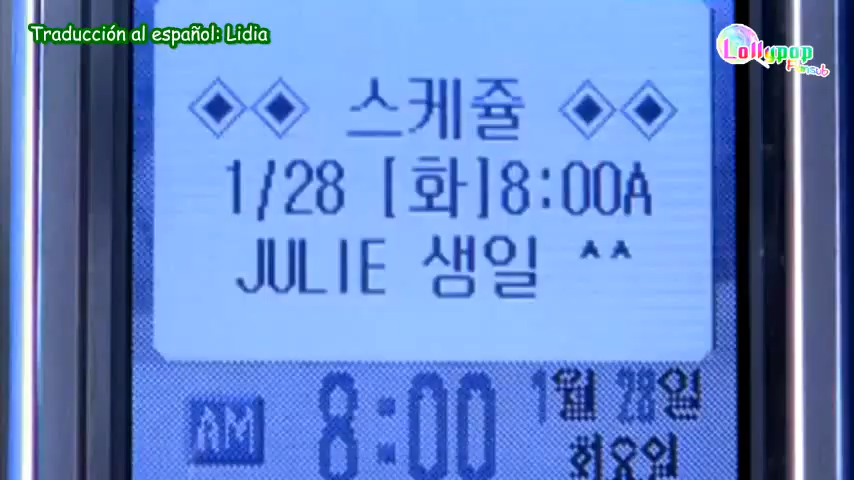 Traducción al español: Lidia
Lollypop
Fansub
스케쥴
1/28 [화]8:00A
JULIE 생일 ^^
AM 8:00 1월 28일
화요일